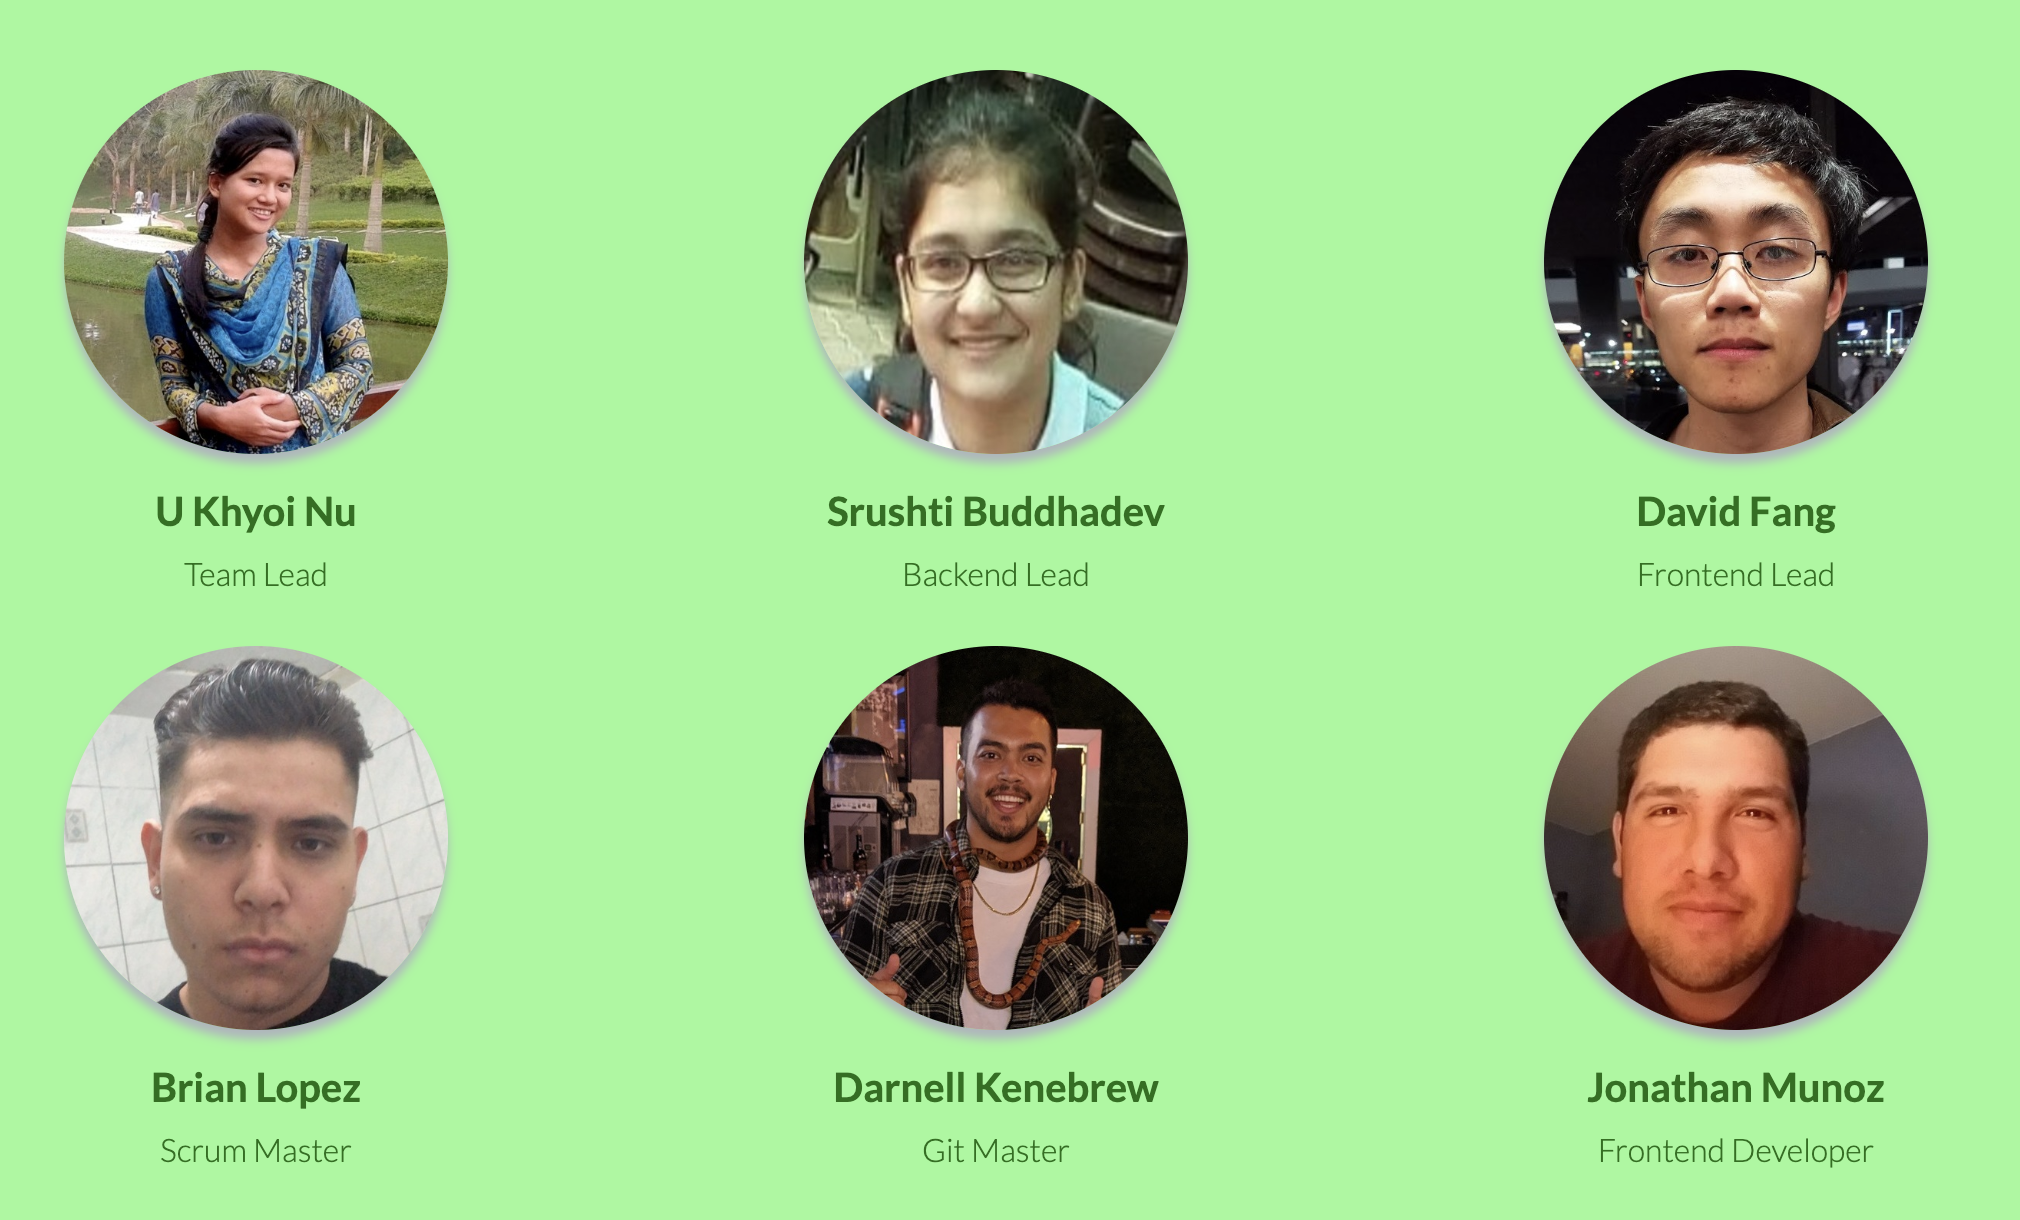 U Khyoi Nu
Srushti Buddhadev
David Fang
Team Lead
Backend Lead
Frontend Lead
Brian Lopez
Darnell Kenebrew
Jonathan Munoz
Scrum Master
Git Master
Frontend Developer